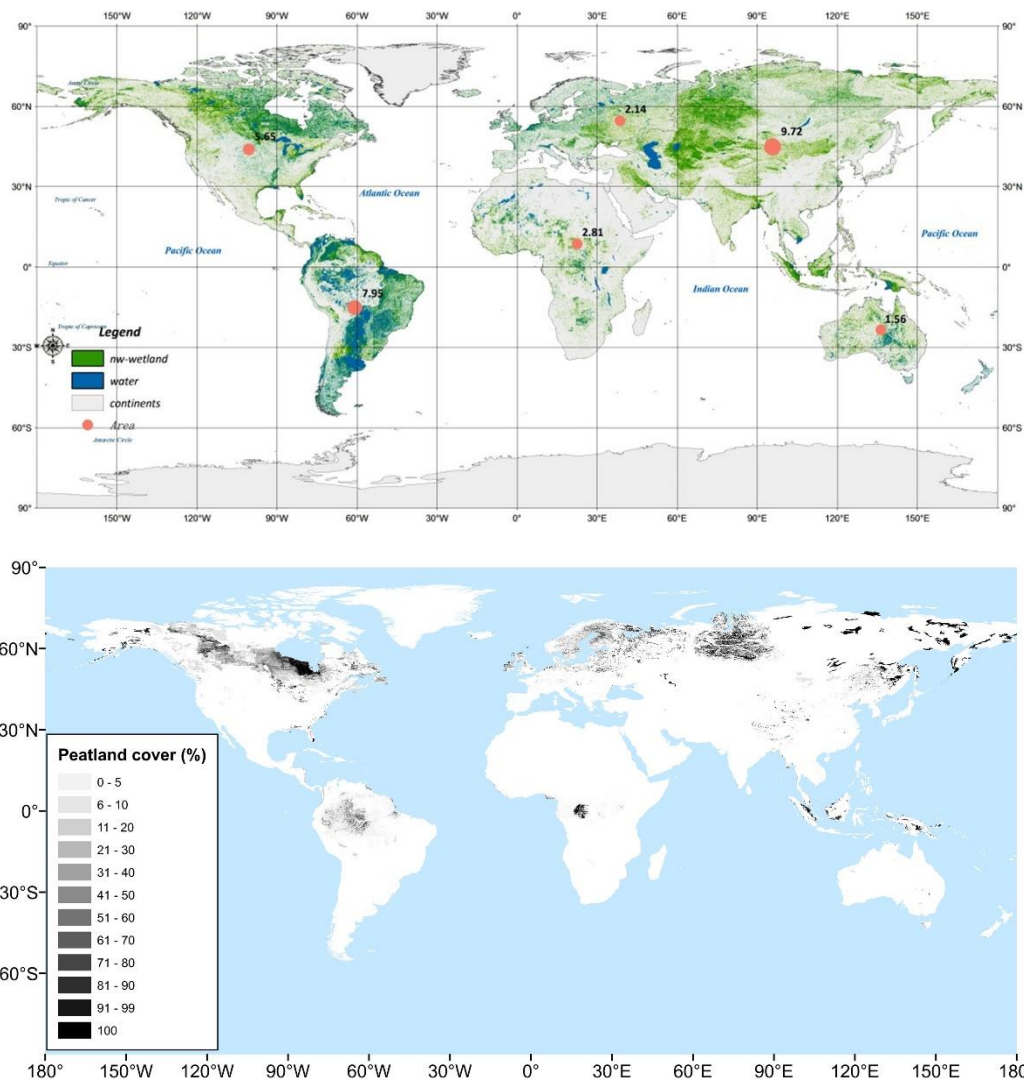 150°W 120°W 90°W 60°W 30°W 0° 30°E 60°E 90°E 120°E 150°E
90° 90°
60°N 60°N
2.14
5.65
9.72
30°N 30°N
Tropic of Cancer
Atlantic Ocean
2.81
Pacific Ocean
Pacific Ocean
Equator
0° 0°
Indian Ocean
7.95
1.56
Tropic of Capricorn
Legend
N
W E
S
30°S 30°S
nw-wetland
water
continents
Area
60°S 60°S
Antarctic Circle
90° 90°
150°W 120°W 90°W 60°W 30°W 0° 30°E 60°E 90°E 120°E 150°E
90°
60°N
30°N
Peatland cover (%)
0 - 5
6 - 10
0°
11 - 20
21 - 30
31 - 40
30°S
41 - 50
51 - 60
61 - 70
60°S
71 - 80
81 - 90
91 - 99
100
180° 150°W 120°W 90°W 60°W 30°W 0° 30°E 60°E 90°E 120°E 150°E 180